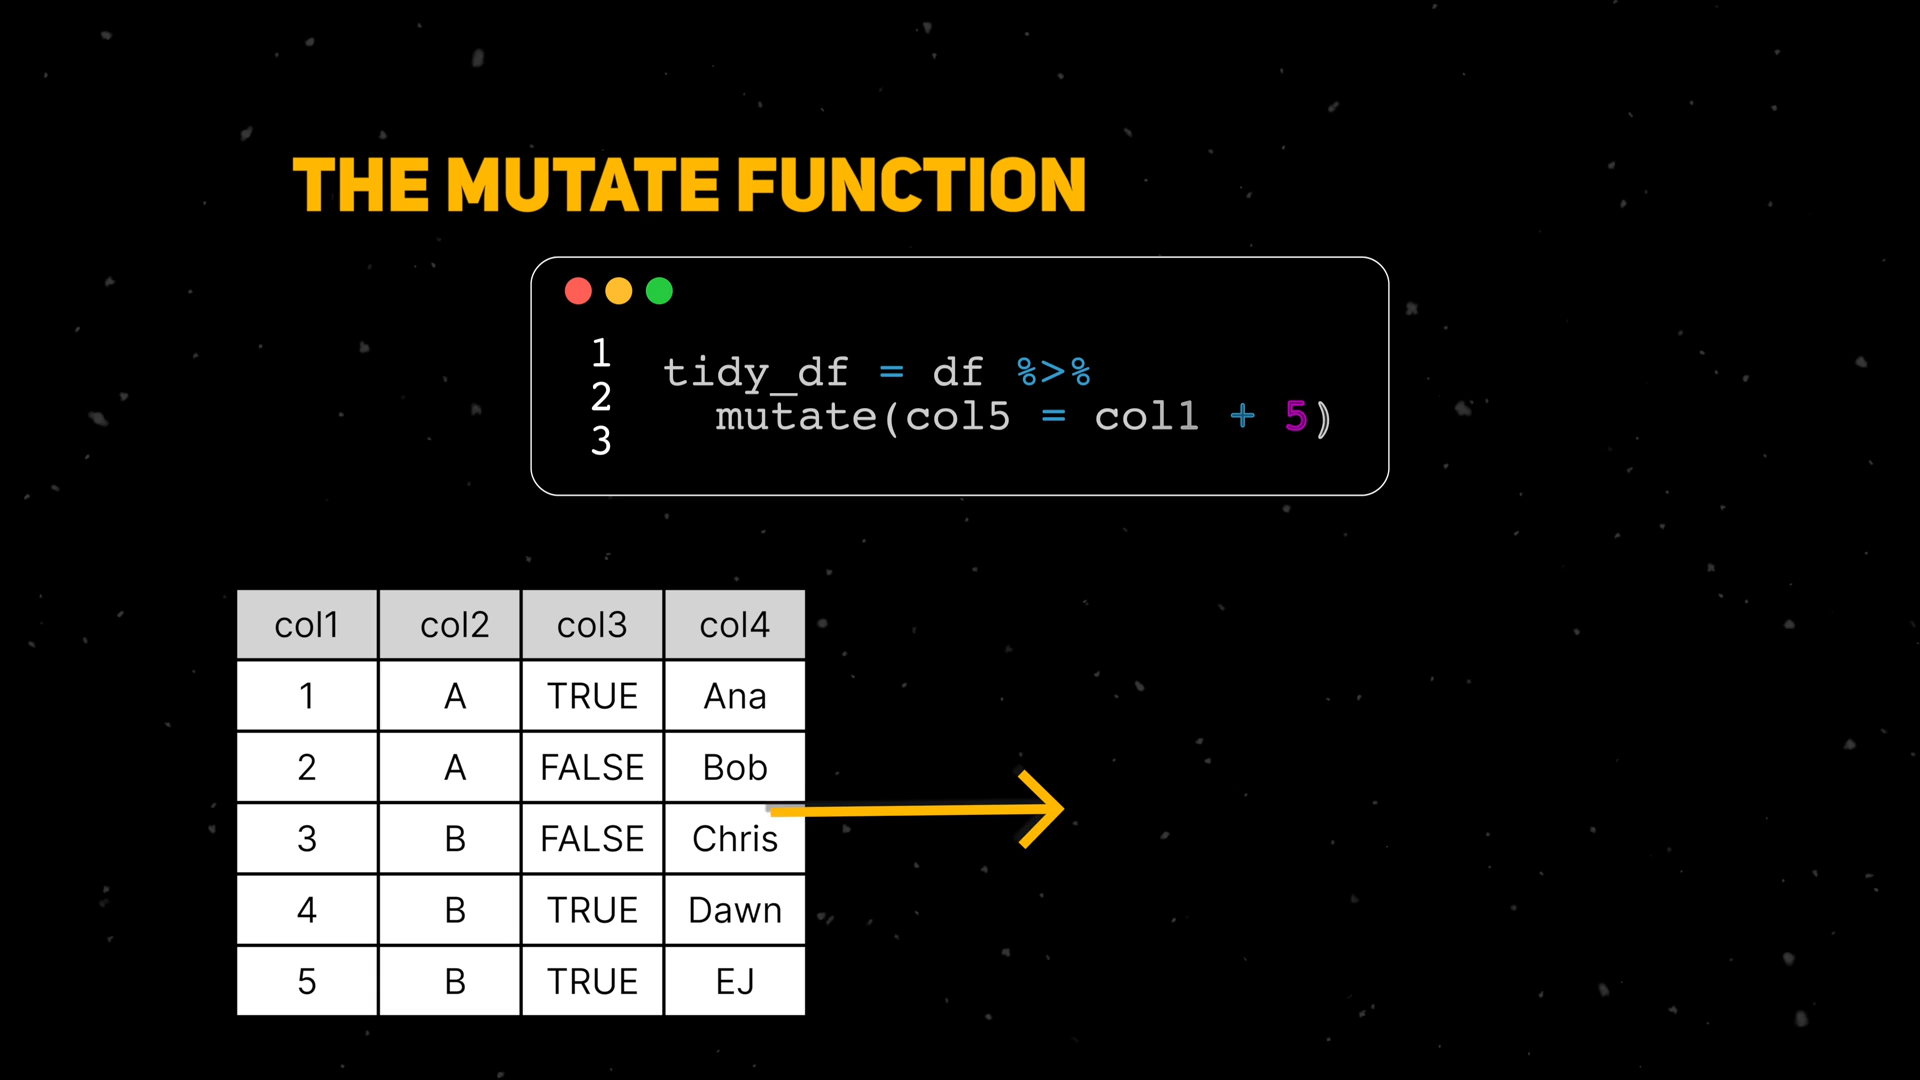 THE MUTATE FUNCTION
1
2
3
tidy_df = df %>%
mutate(col5 = col1 + 5)
col1 col2 col3 col4
1 A TRUE Ana
2 A FALSE Bob
3 B FALSE Chris
4 B TRUE Dawn
5 B TRUE EJ